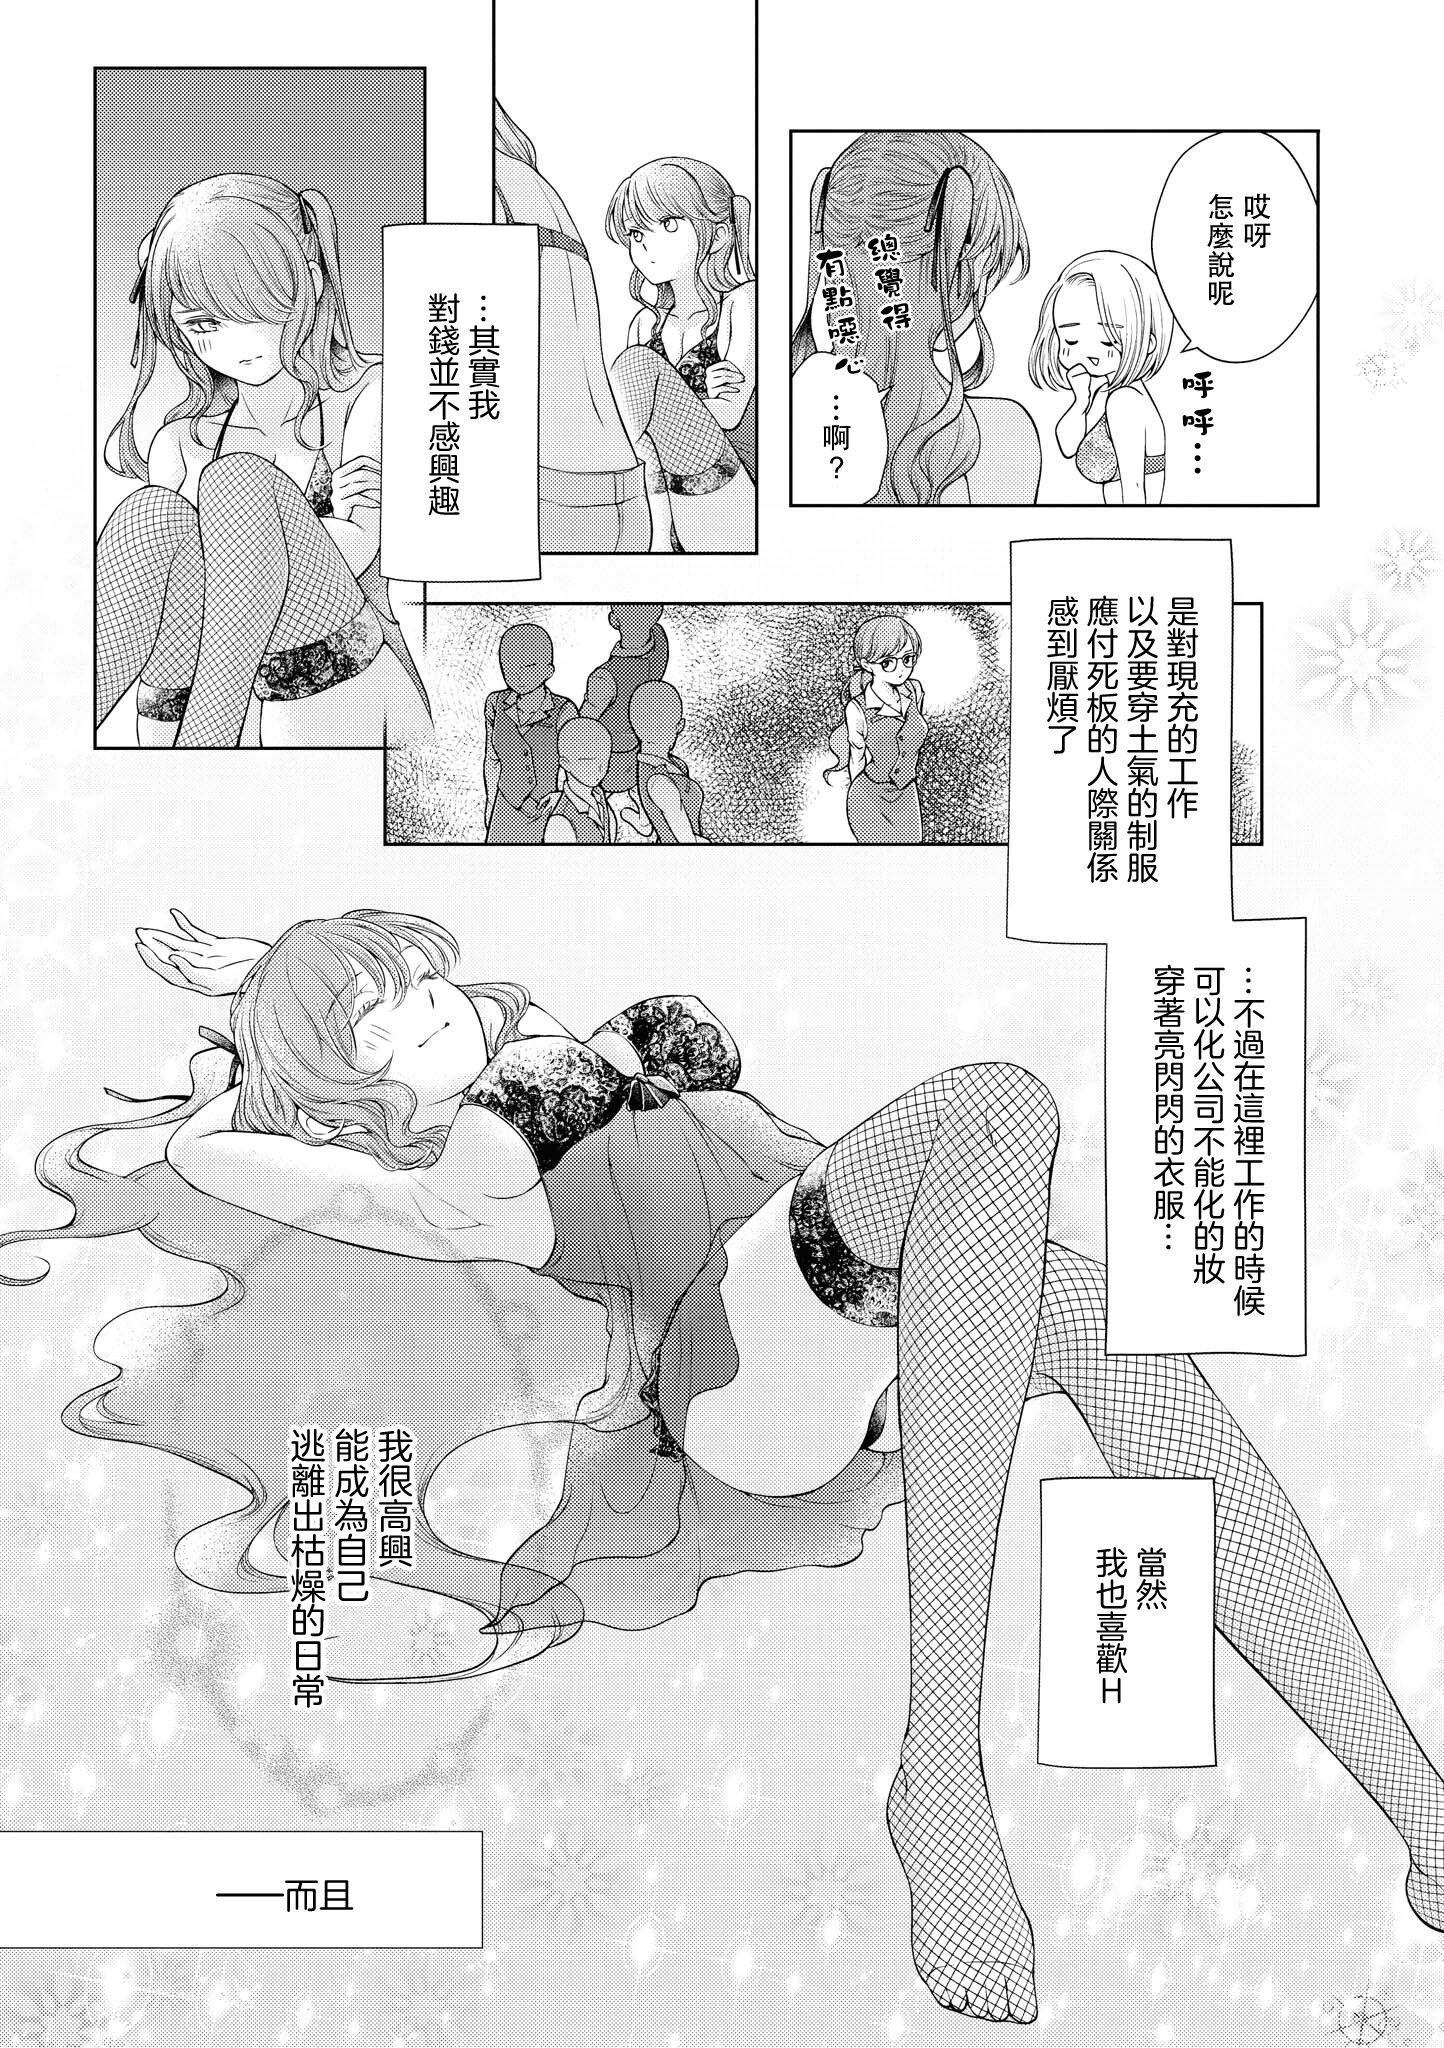 哎呀
怎麼說呢
呼呼…
總覺得
有點噁心
…啊？
…其實我
對錢並不感興趣
是對現充的工作
以及要穿土氣的制服
應付死板的人際關係
感到厭煩了
…不過在這裡工作的時候
可以化公司不能化的妝
穿著亮閃閃的衣服…
當然
我也喜歡H
我很高興
能成為自己
逃離出枯燥的日常
——而且